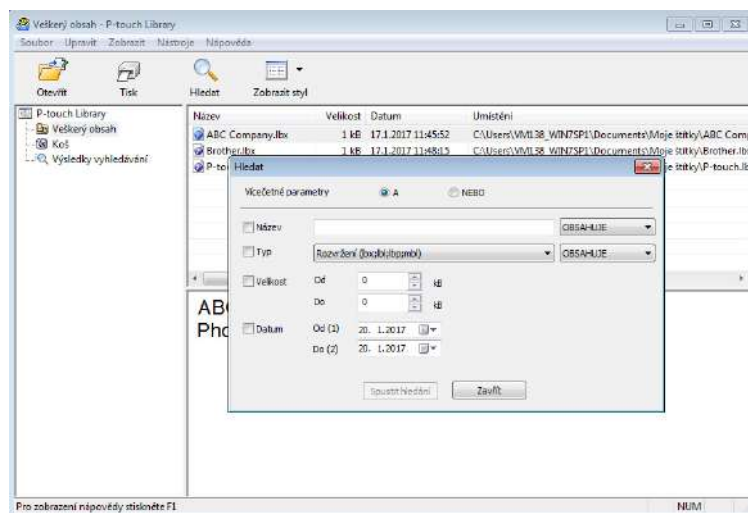 Veškerý obsah - P-touch Library
Soubor Upravit Zobrazit Nástroje Nápověda
Otevřít Tisk Hledat Zobrazit styl
P-touch Library
Veškerý obsah
Koš
Výsledky vyhledávání
Název Velikost Datum Umístění
ABC Company.lbx 1 kB 17.1.2017 11:45:52 C:\Users\VM138_WIN7SP1\Documents\Moje štítky\ABC Com
Brother.lbx 1 kB 17.1.2017 11:48:15 C:\Users\VM138_WIN7SP1\Documents\Moje štítky\Brother.lb
P-to je štítky\P-touch.lb
Hledat
Vícečetné parametry A NEBO
Název OBSAHUJE
Typ Rozvržení (lbx;lbl;lbp;mbl) OBSAHUJE
Velikost Od 0 kB
Do 0 kB
Datum Od (1) 20. 1.2017
Do (2) 20. 1.2017
Spustit hledání Zavřít
AB
Pho
Pro zobrazení nápovědy stiskněte F1 NUM